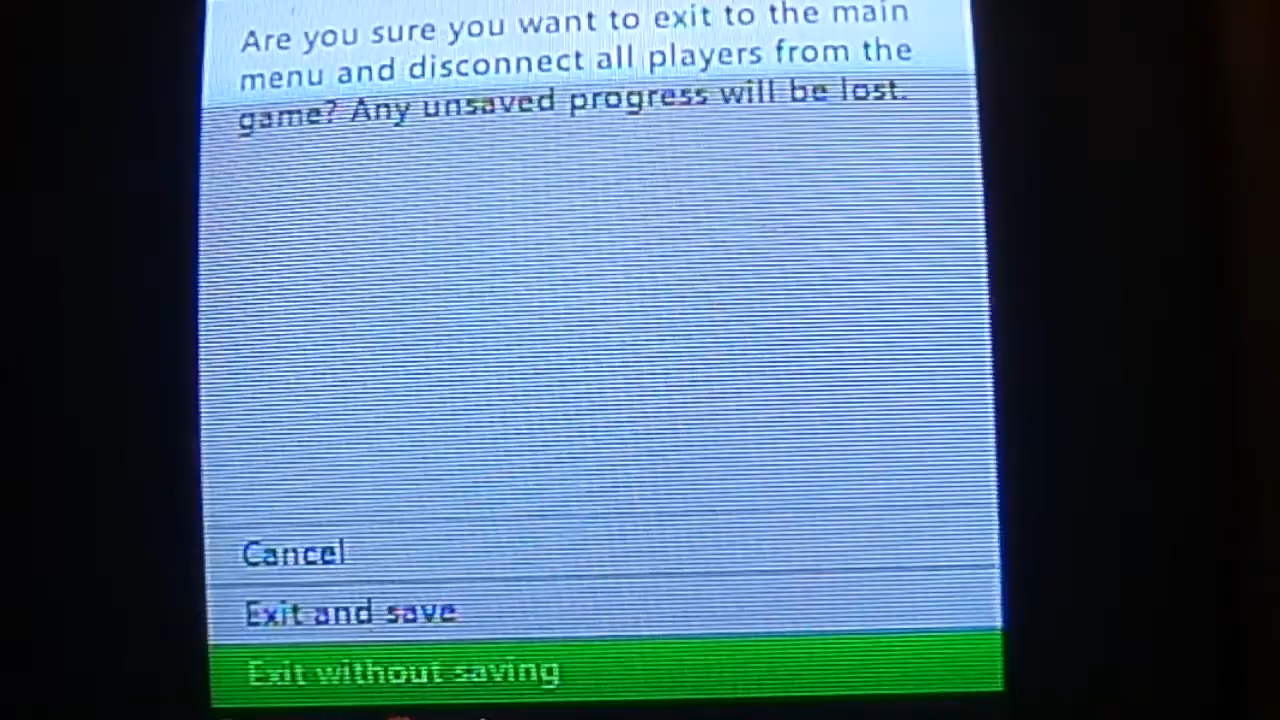 Are you sure you want to exit to the main
menu and disconnect all players from the
game? Any unsaved progress will be lost.
Cancel
Exit and save
Exit without saving